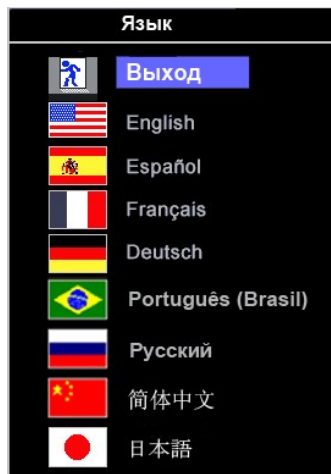 Язык
Выход
English
Español
Français
Deutsch
Português (Brasil)
Русский
简体中文
日本語